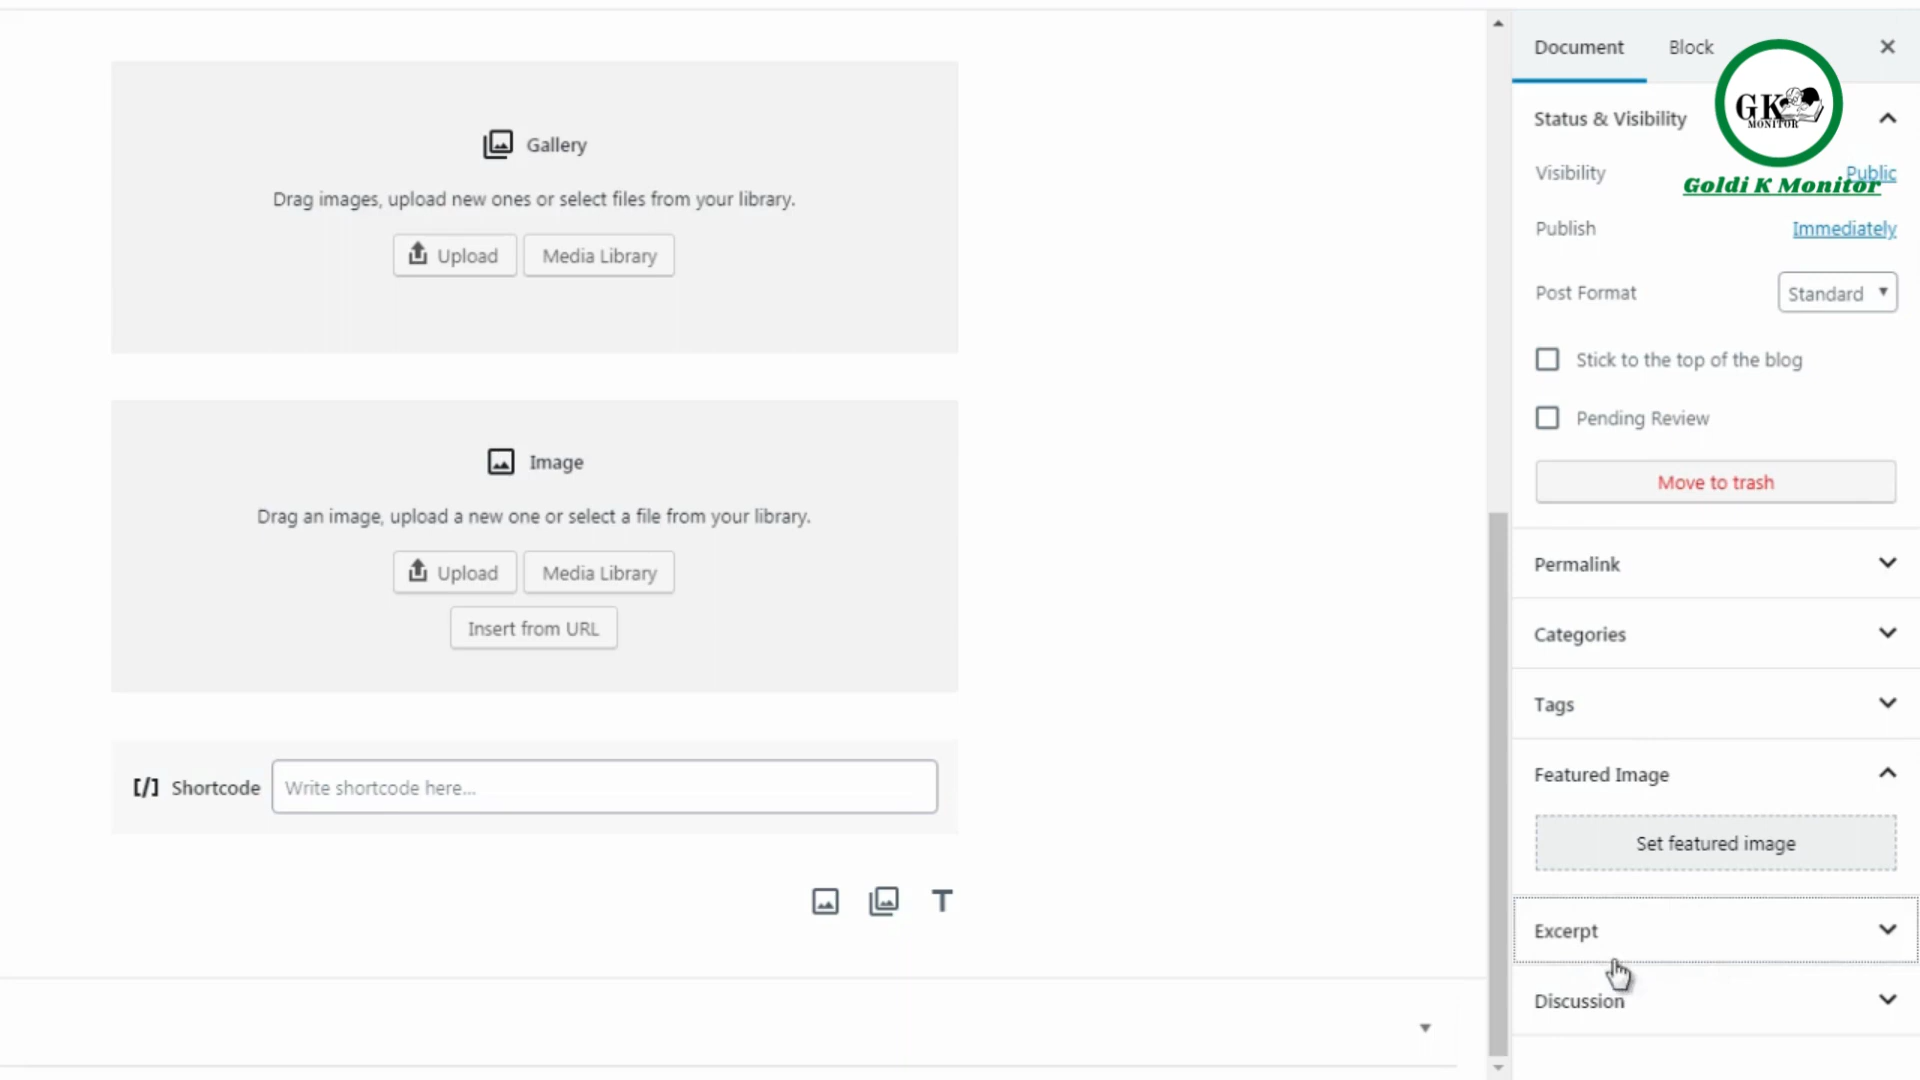 Gallery
Drag images, upload new ones or select files from your library.
Upload
Media Library
Image
Drag an image, upload a new one or select a file from your library.
Upload
Media Library
Insert from URL
[/] Shortcode
Write shortcode here...
T
Document
Block
Status & Visibility
GK
MONITOR
Goldi K Monitor
Visibility
Public
Publish
Immediately
Post Format
Standard
Stick to the top of the blog
Pending Review
Move to trash
Permalink
Categories
Tags
Featured Image
Set featured image
Excerpt
Discussion